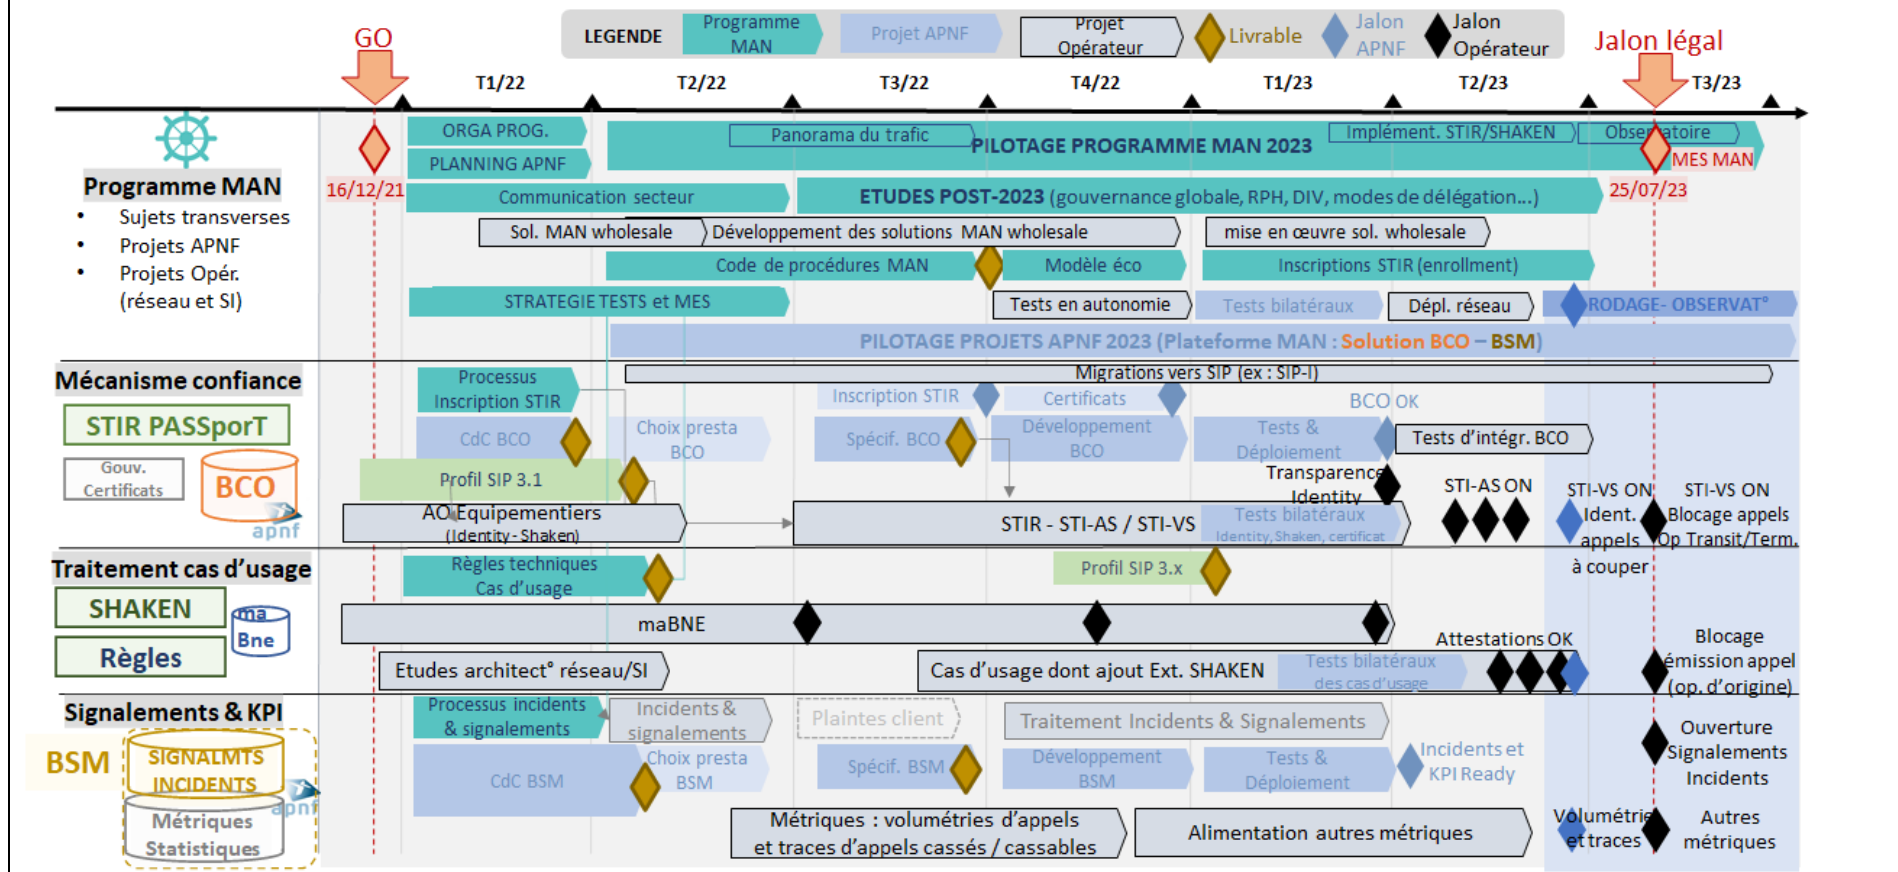 LEGENDE
Programme
MAN
Projet APNF
Projet
Opérateur
Livrable
Jalon
APNF
Jalon
Opérateur
GO
Jalon légal
T1/22
T2/22
T3/22
T4/22
T1/23
T2/23
T3/23
Programme MAN
• Sujets transverses
• Projets APNF
• Projets Opér.
(réseau et SI)
16/12/21
ORGA PROG.
PLANNING APNF
Panorama du trafic
PILOTAGE PROGRAMME MAN 2023
Implément. STIR/SHAKEN
Observatoire
MES MAN
25/07/23
Communication secteur
ETUDES POST-2023 (gouvernance globale, RPH, DIV, modes de délégation...)
Sol. MAN wholesale
Développement des solutions MAN wholesale
mise en œuvre sol. wholesale
Code de procédures MAN
Modèle éco
Inscriptions STIR (enrollment)
STRATEGIE TESTS et MES
Tests en autonomie
Tests bilatéraux
Dépl. réseau
RODAGE- OBSERVAT°
PILOTAGE PROJETS APNF 2023 (Plateforme MAN : Solution BCO – BSM)
Mécanisme confiance
STIR PASSporT
Gouv.
Certificats
BCO
apnf
Migrations vers SIP (ex : SIP-I)
Processus
Inscription STIR
Inscription STIR
Certificats
BCO OK
CdC BCO
Choix presta
BCO
Spécif. BCO
Développement
BCO
Tests &
Déploiement
Tests d'intégr. BCO
Profil SIP 3.1
Transparence
Identity
AO Equipementiers
(Identity - Shaken)
STIR - STI-AS / STI-VS
Tests bilatéraux
Identity, Shaken, certificat
STI-AS ON
STI-VS ON
Ident.
appels
à couper
STI-VS ON
Blocage appels
Op Transit/Term.
Traitement cas d'usage
SHAKEN
Règles
ma
Bne
Règles techniques
Cas d'usage
Profil SIP 3.x
maBNE
Attestations OK
Etudes architect° réseau/SI
Cas d'usage dont ajout Ext. SHAKEN
Tests bilatéraux
des cas d'usage
Blocage
émission appel
(op. d'origine)
Signalements & KPI
BSM
SIGNALMTS
INCIDENTS
apnf
Métriques
Statistiques
Processus incidents
& signalements
Incidents &
signalements
Plaintes client
Traitement Incidents & Signalements
CdC BSM
Choix presta
BSM
Spécif. BSM
Développement
BSM
Tests &
Déploiement
Incidents et
KPI Ready
Ouverture
Signalements
Incidents
Métriques : volumétries d'appels
et traces d'appels cassés / cassables
Alimentation autres métriques
Volumétrie
et traces
Autres
métriques